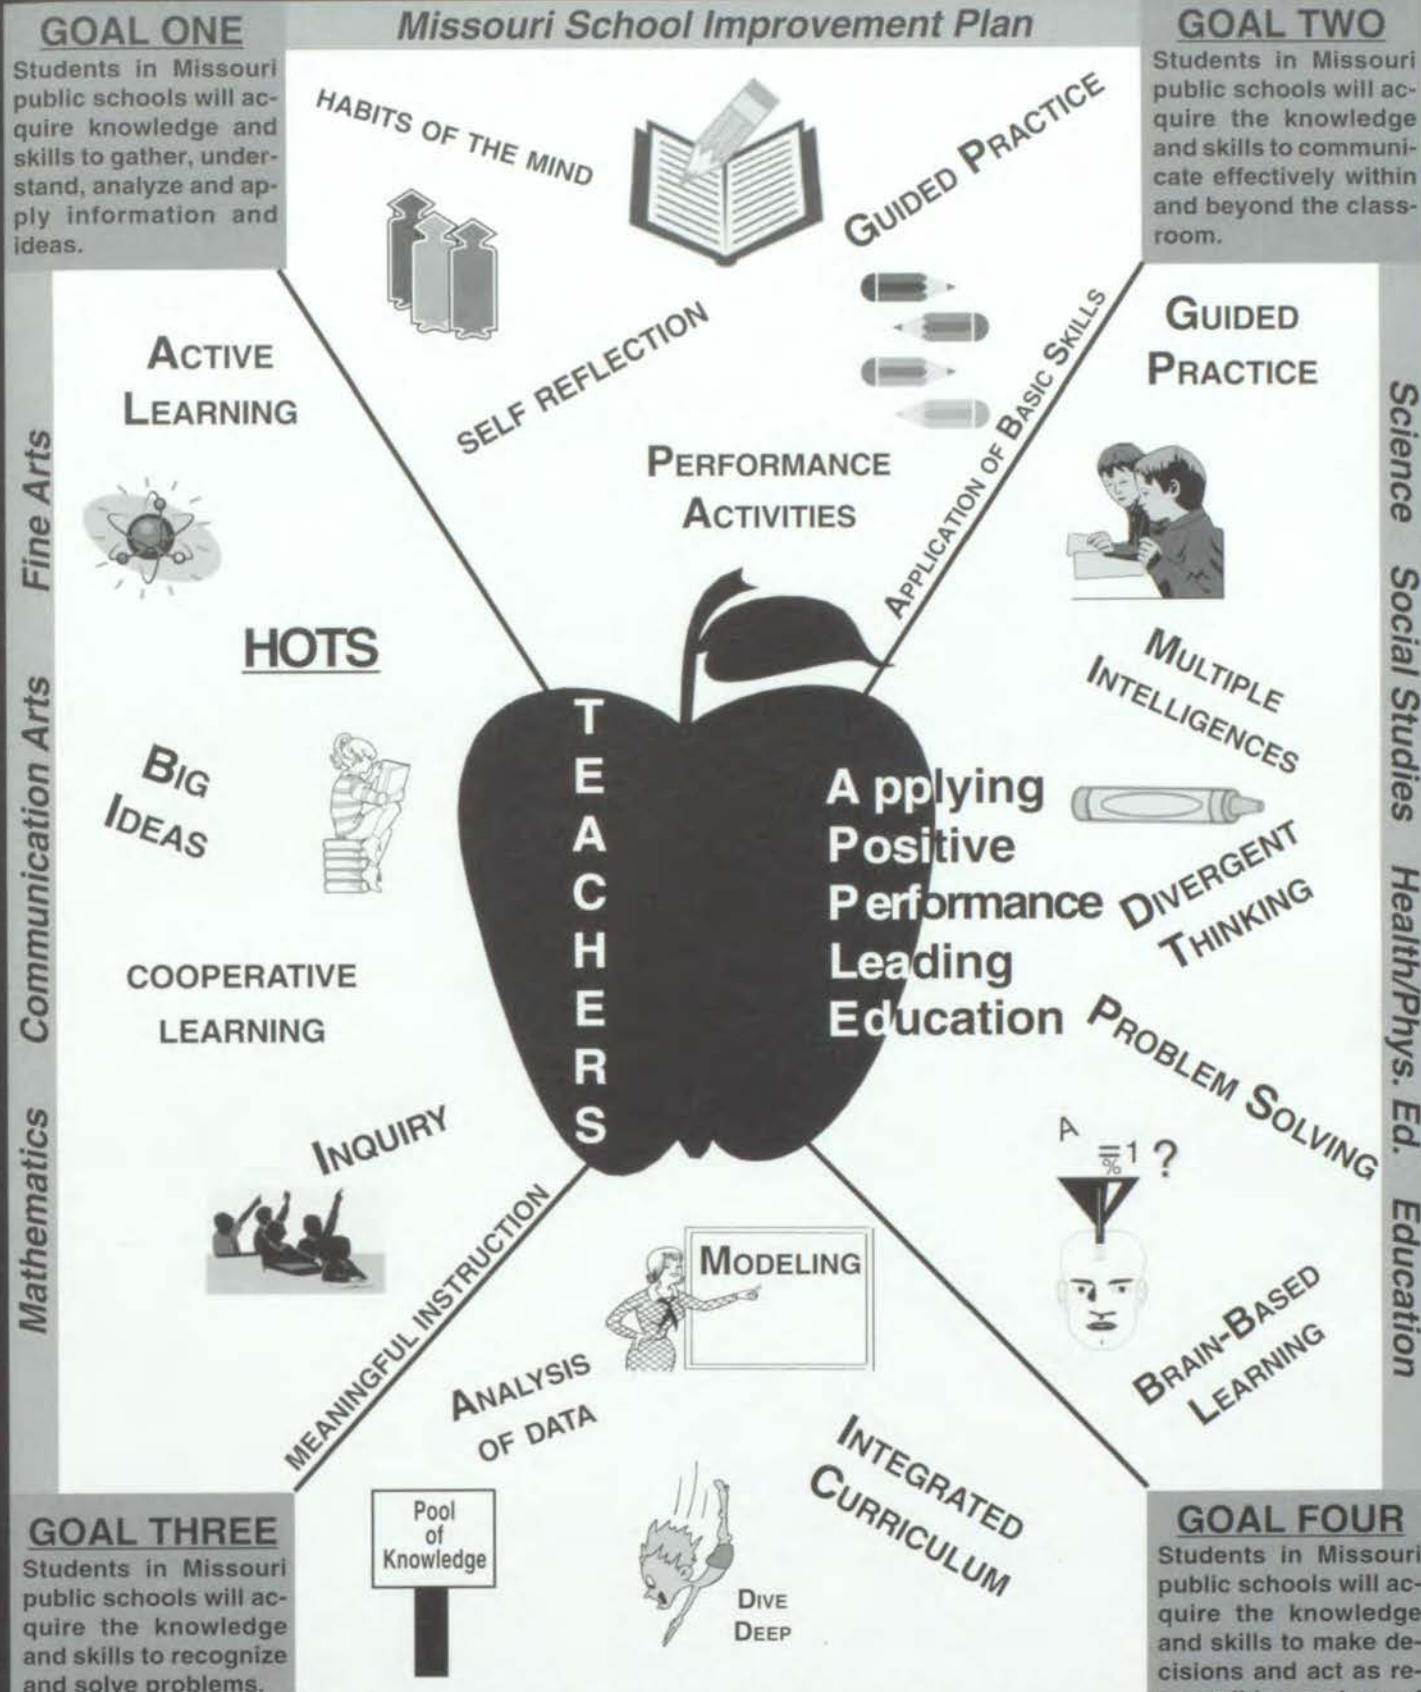 Missouri School Improvement Plan
GOAL ONE
Students in Missouri
public schools will ac-
quire knowledge and
skills to gather, under-
stand, analyze and ap-
ply information and
ideas.
GOAL TWO
Students in Missouri
public schools will ac-
quire the knowledge
and skills to communi-
cate effectively within
and beyond the class-
room.
HABITS OF THE MIND
GUIDED PRACTICE
SELF REFLECTION
PERFORMANCE
ACTIVITIES
APPLICATION OF BASIC SKILLS
Fine Arts
Communication Arts
Mathematics
ACTIVE
LEARNING
HOTS
BIG
IDEAS
COOPERATIVE
LEARNING
INQUIRY
MEANINGFUL INSTRUCTION
TEACHERS
Applying
Positive
Performance
Leading
Education
GUIDED
PRACTICE
MULTIPLE
INTELLIGENCES
DIVERGENT
THINKING
PROBLEM SOLVING
A
=1 ?
%
BRAIN-BASED
LEARNING
Science
Social Studies
Health/Phys. Ed.
Education
MODELING
ANALYSIS
OF DATA
INTEGRATED
CURRICULUM
Pool
of
Knowledge
DIVE
DEEP
GOAL THREE
Students in Missouri
public schools will ac-
quire the knowledge
and skills to recognize
and solve problems.
GOAL FOUR
Students in Missouri
public schools will ac-
quire the knowledge
and skills to make de-
cisions and act as re-